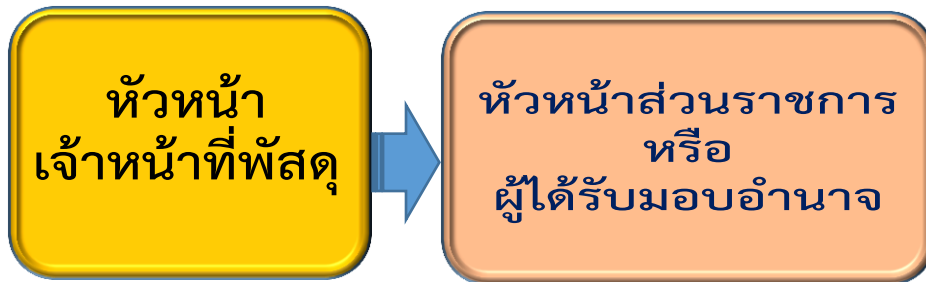 หัวหน้า
เจ้าหน้าที่พัสดุ
หัวหน้าส่วนราชการ
หรือ
ผู้ได้รับมอบอำนาจ